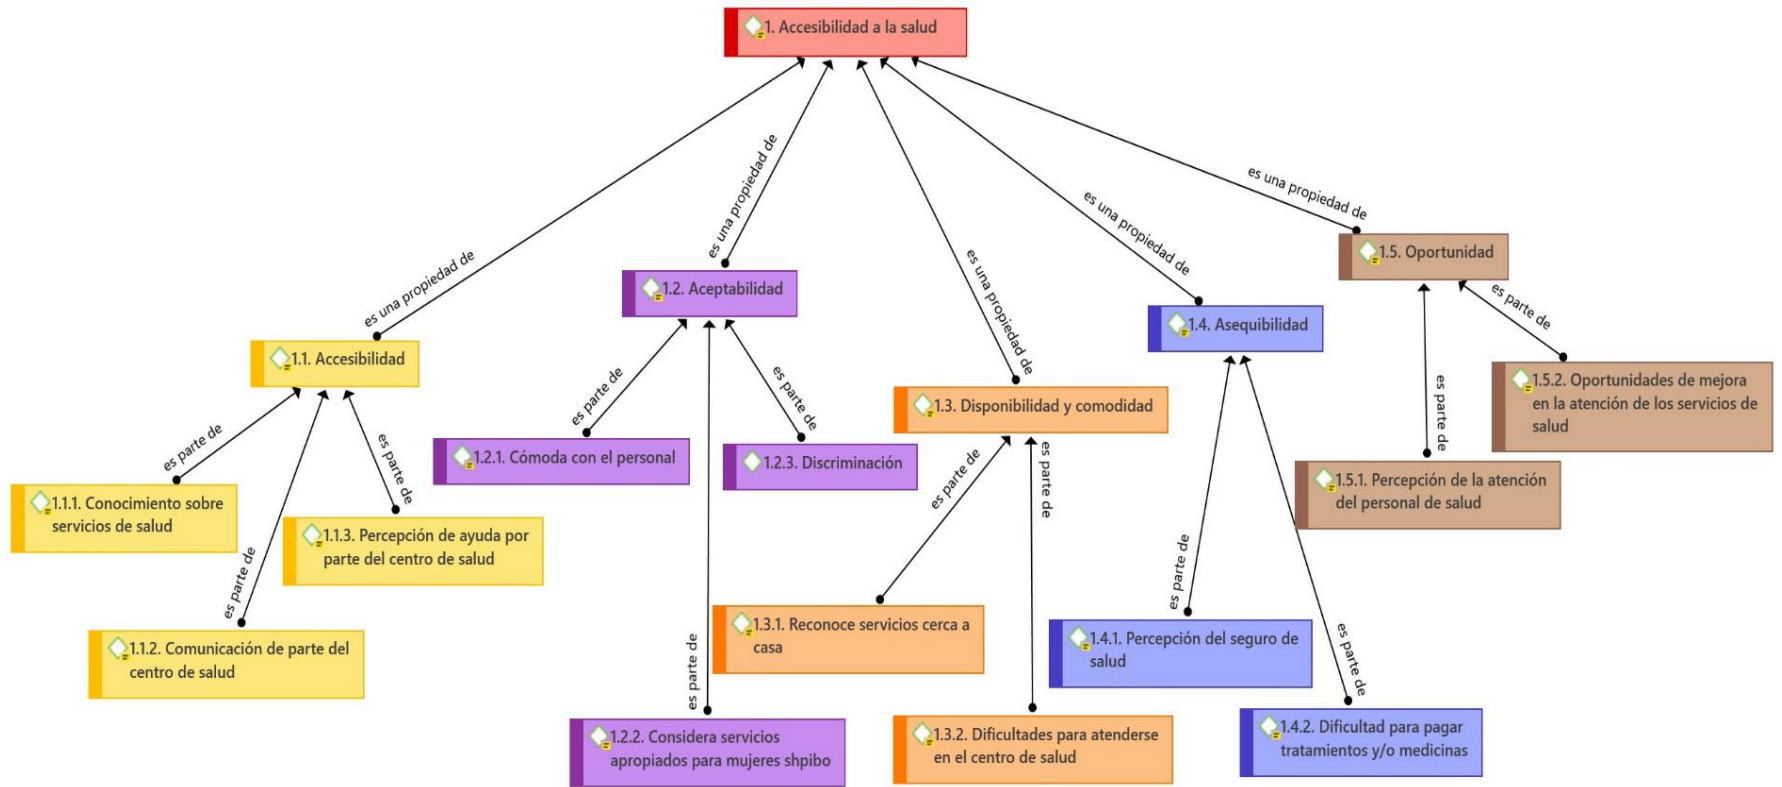 1. Accesibilidad a la salud
es una propiedad de
es una propiedad de
es una propiedad de
es una propiedad de
es una propiedad de
1.1. Accesibilidad
es parte de
es parte de
es parte de
1.1.1. Conocimiento sobre
servicios de salud
1.1.2. Comunicación de parte del
centro de salud
1.1.3. Percepción de ayuda por
parte del centro de salud
1.2. Aceptabilidad
es parte de
es parte de
es parte de
1.2.1. Cómoda con el personal
1.2.2. Considera servicios
apropiados para mujeres shpibo
1.2.3. Discriminación
1.3. Disponibilidad y comodidad
es parte de
es parte de
1.3.1. Reconoce servicios cerca a
casa
1.3.2. Dificultades para atenderse
en el centro de salud
1.4. Asequibilidad
es parte de
es parte de
1.4.1. Percepción del seguro de
salud
1.4.2. Dificultad para pagar
tratamientos y/o medicinas
1.5. Oportunidad
es parte de
es parte de
1.5.1. Percepción de la atención
del personal de salud
1.5.2. Oportunidades de mejora
en la atención de los servicios de
salud